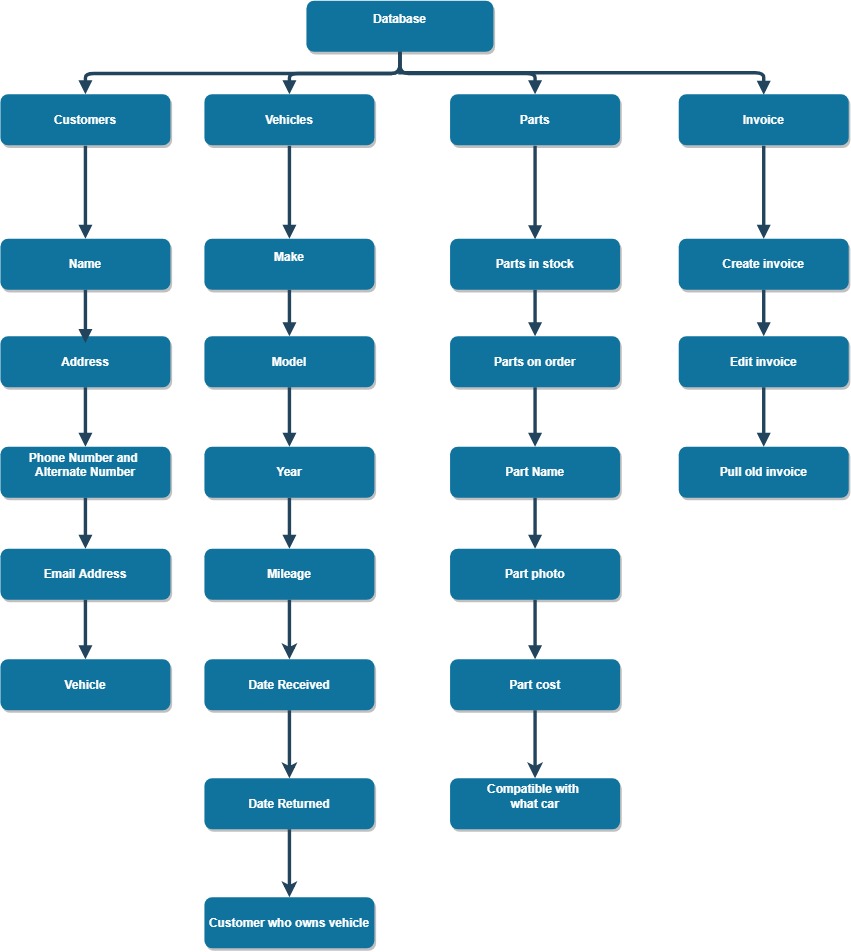 Database
Customers
Vehicles
Parts
Invoice
Name
Make
Parts in stock
Create invoice
Address
Model
Parts on order
Edit invoice
Phone Number and
Alternate Number
Year
Part Name
Pull old invoice
Email Address
Mileage
Part photo
Vehicle
Date Received
Part cost
Date Returned
Compatible with
what car
Customer who owns vehicle